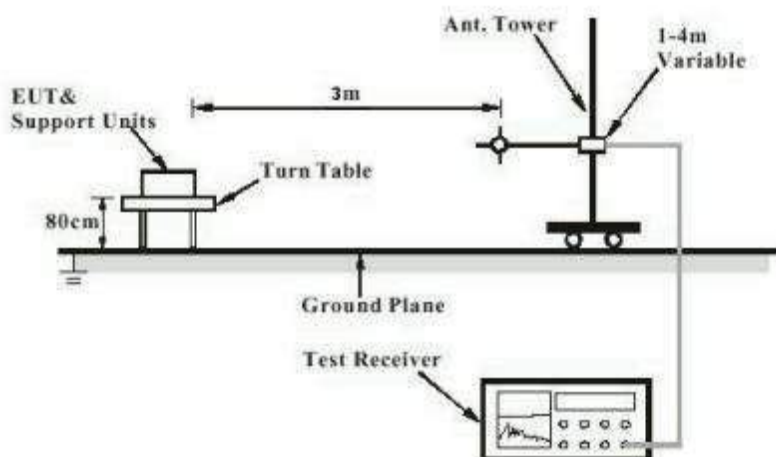 Ant. Tower
1-4m
Variable
3m
EUT&
Support Units
Turn Table
80cm
Ground Plane
Test Receiver